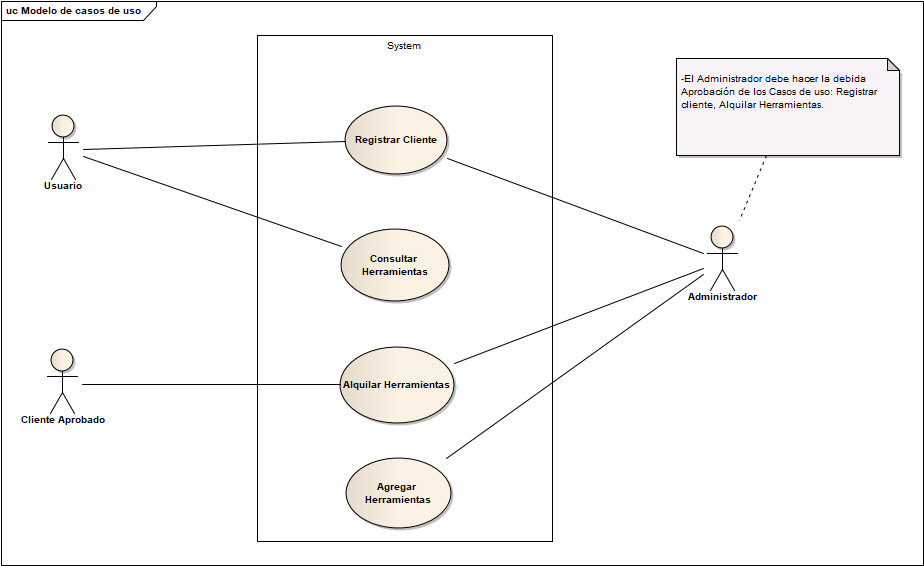 uc Modelo de casos de uso
System
-El Administrador debe hacer la debida
Aprobación de los Casos de uso: Registrar
cliente, Alquilar Herramientas.
Registrar Cliente
Usuario
Consultar
Herramientas
Administrador
Alquilar Herramientas
Cliente Aprobado
Agregar
Herramientas